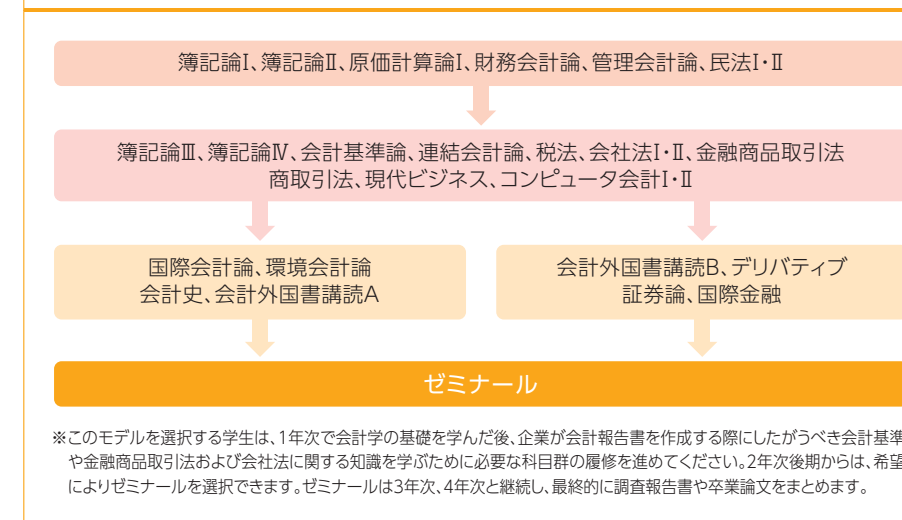 簿記論Ⅰ、簿記論Ⅱ、原価計算論Ⅰ、財務会計論、管理会計論、民法Ⅰ・Ⅱ
簿記論Ⅲ、簿記論Ⅳ、会計基準論、連結会計論、税法、会社法Ⅰ・Ⅱ、金融商品取引法
商取引法、現代ビジネス、コンピュータ会計Ⅰ・Ⅱ
国際会計論、環境会計論
会計史、会計外国書講読A
会計外国書講読B、デリバティブ
証券論、国際金融
ゼミナール
※このモデルを選択する学生は、1年次で会計学の基礎を学んだ後、企業が会計報告書を作成する際にしたがうべき会計基準
や金融商品取引法および会社法に関する知識を学ぶために必要な科目群の履修を進めてください。2年次後期からは、希望
によりゼミナールを選択できます。ゼミナールは3年次、4年次と継続し、最終的に調査報告書や卒業論文をまとめます。